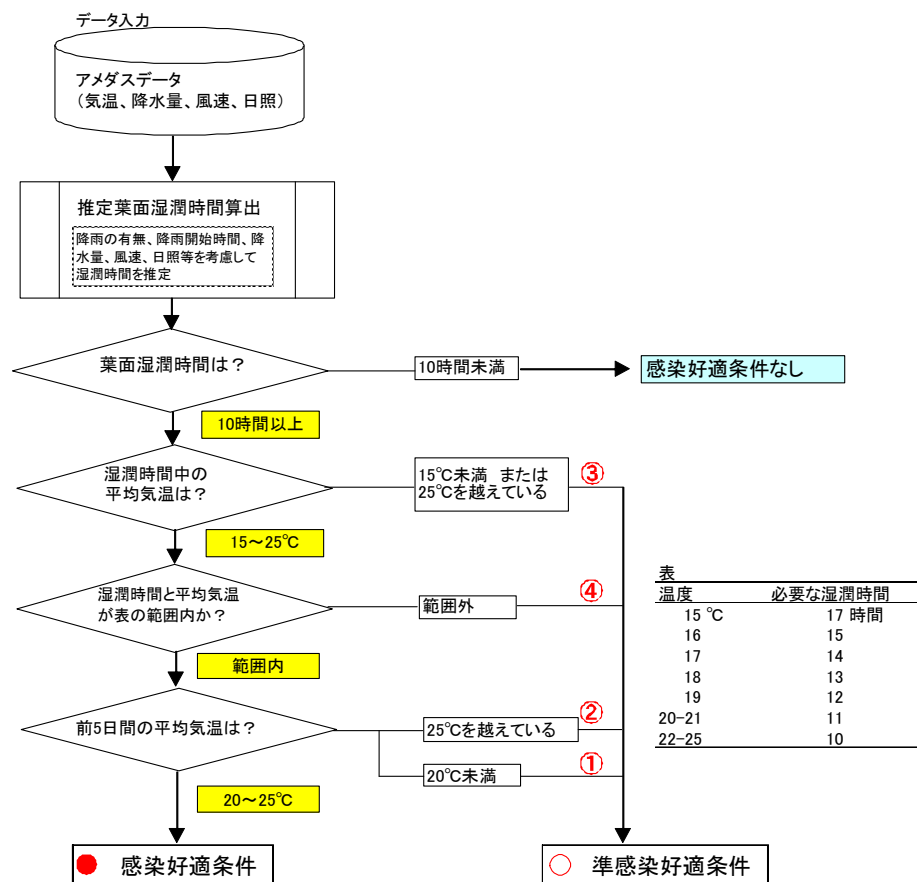 データ入力
アメダスデータ
（気温、降水量、風速、日照）
推定葉面湿潤時間算出
降雨の有無、降雨開始時間、降
水量、風速、日照等を考慮して
湿潤時間を推定
葉面湿潤時間は？
10時間未満
感染好適条件なし
10時間以上
湿潤時間中の
平均気温は？
15℃未満 または
25℃を越えている
③
15～25℃
湿潤時間と平均気温
が表の範囲内か？
範囲外
④
範囲内
前5日間の平均気温は？
25℃を越えている
②
20℃未満
①
20～25℃
● 感染好適条件
○ 準感染好適条件
表
温度 必要な湿潤時間
15 ℃ 17 時間
16 15
17 14
18 13
19 12
20-21 11
22-25 10